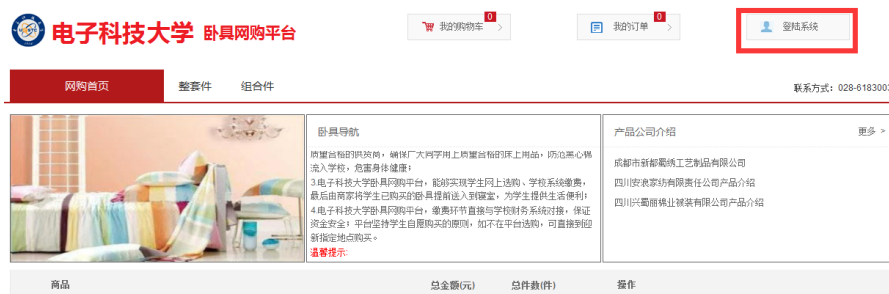 电子科技大学 卧具网购平台
我的购物车 0 >
我的订单 0 >
登陆系统
网购首页 整套件 组合件
联系方式：028-6183003
卧具导航
质量合格的供货商，确保广大同学用上质量合格的床上用品，防范黑心棉
流入学校，危害身体健康；
3.电子科技大学卧具网购平台，能够实现学生网上选购、学校系统缴费，
最后由商家将学生已购买的卧具提前送入到寝室，为学生提供生活便利；
4.电子科技大学卧具网购平台，缴费环节直接与学校财务系统对接，保证
资金安全；平台坚持学生自愿购买的原则，如不在平台选购，可直接到迎
新指定地点购买。
温馨提示:
产品公司介绍 更多 >
成都市新都蜀绣工艺制品有限公司
四川安浪家纺有限责任公司产品介绍
四川兴蜀丽棉业被装有限公司产品介绍
商品 总金额(元) 总件数(件) 操作